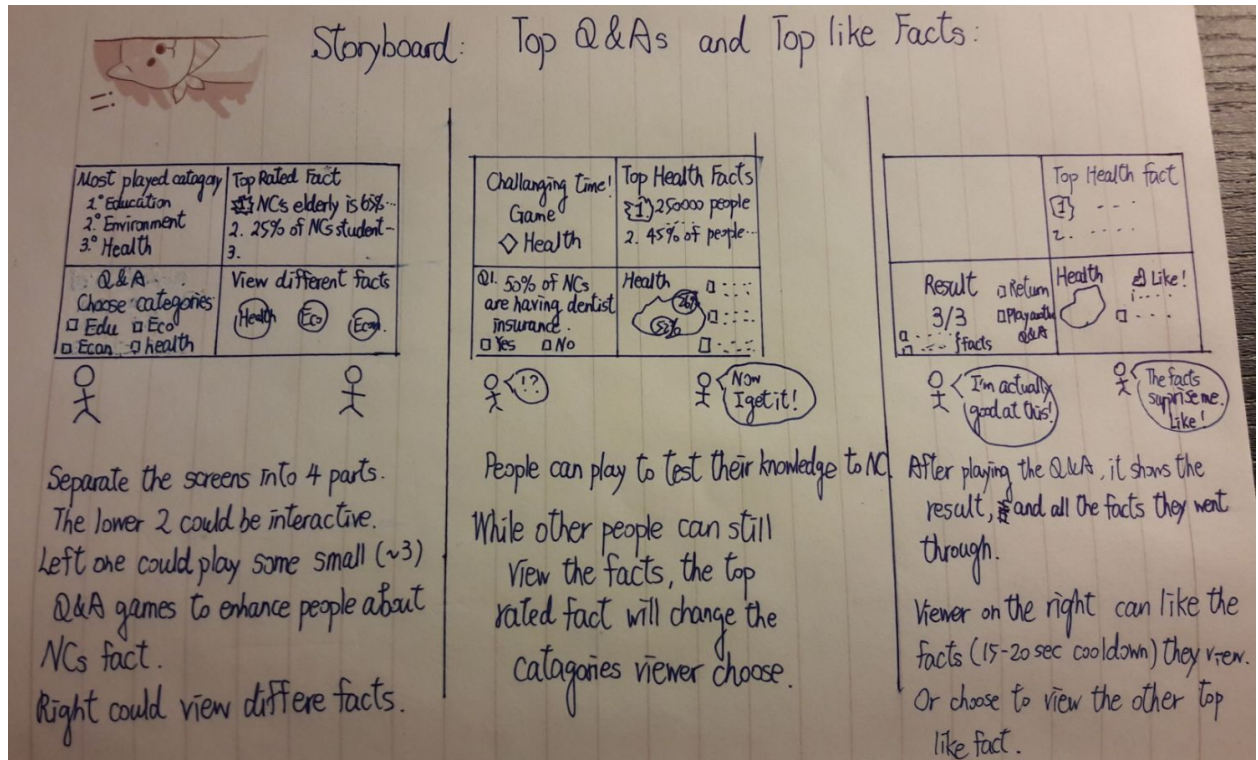 Storyboard: Top Q&As and Top like Facts:
Most played catagory
1° Education
2° Environment
3° Health
Top Rated Fact
1 NCs elderly is 65% ...
2. 25% of NCs student -
3.
Q&A
Choose categories
Edu Eco
Econ health
View different facts
Health Eco Econ
Challanging time!
Game
Health
Top Health Facts
1 250000 people
2. 45% of people ...
Q1. 50% of NCs
are having dentist
insurance.
Yes No
Health
26%
52%
Top Health fact
1 - - -
2. - - - -
Result
3/3
Return
Play another
Q&A
facts
Health
Like!
!?
Now
I get it!
I'm actually
good at this!
The facts
suprise me.
Like!
Separate the screens into 4 parts.
The lower 2 could be interactive.
Left one could play some small (~3)
Q&A games to enhance people about
NCs fact.
Right could view differe facts.
People can play to test their knowledge to NC.
While other people can still
view the facts, the top
rated fact will change the
catagories viewer choose.
After playing the Q&A, it shows the
result, and all the facts they went
through.
Viewer on the right can like the
facts (15-20 sec cooldown) they view.
Or choose to view the other top
like fact.